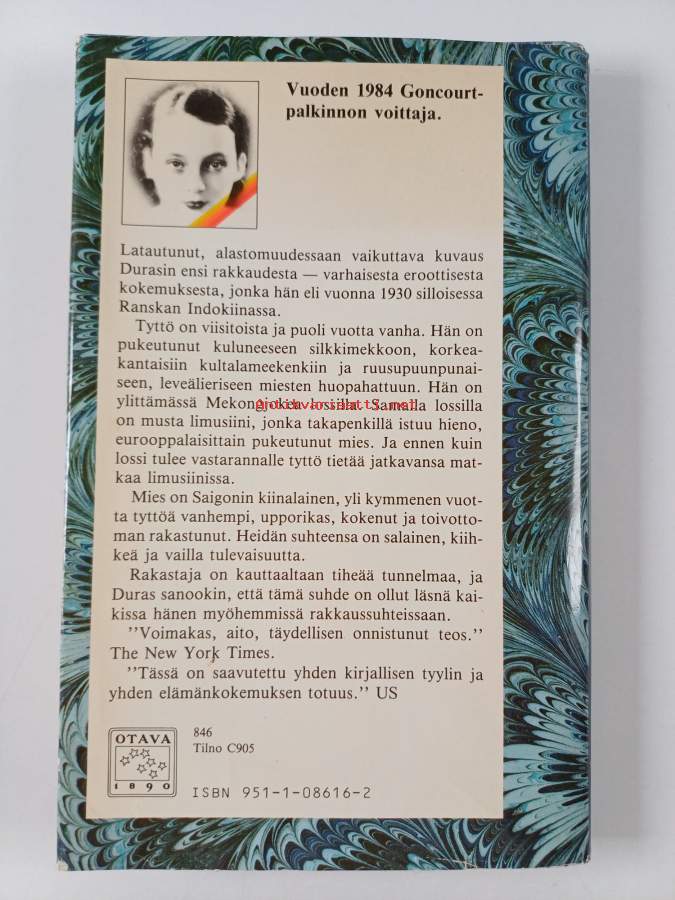 Vuoden 1984 Goncourt-
palkinnon voittaja.
Latautunut, alastomuudessaan vaikuttava kuvaus
Durasin ensi rakkaudesta — varhaisesta eroottisesta
kokemuksesta, jonka hän eli vuonna 1930 silloisessa
Ranskan Indokiinassa.
Tyttö on viisitoista ja puoli vuotta vanha. Hän on
pukeutunut kuluneeseen silkkimekkoon, korkea-
kantaisiin kultalameekenkiin ja ruusupuunpunai-
seen, leveälieriseen miesten huopahattuun. Hän on
ylittämässä Mekong-jokea lossilla. Samalla lossilla
on musta limusiini, jonka takapenkillä istuu hieno,
eurooppalaisittain pukeutunut mies. Ja ennen kuin
lossi tulee vastarannalle tyttö tietää jatkavansa mat-
kaa limusiinissa.
Mies on Saigonin kiinalainen, yli kymmenen vuot-
ta tyttöä vanhempi, upporikas, kokenut ja toivotto-
man rakastunut. Heidän suhteensa on salainen, kiih-
keä ja vailla tulevaisuutta.
Rakastaja on kauttaaltaan tiheää tunnelmaa, ja
Duras sanookin, että tämä suhde on ollut läsnä kai-
kissa hänen myöhemmissä rakkaussuhteissaan.
''Voimakas, aito, täydellisen onnistunut teos.''
The New York Times.
''Tässä on saavutettu yhden kirjallisen tyylin ja
yhden elämänkokemuksen totuus.'' US
OTAVA
1890
846
Tilno C905
ISBN 951-1-08616-2